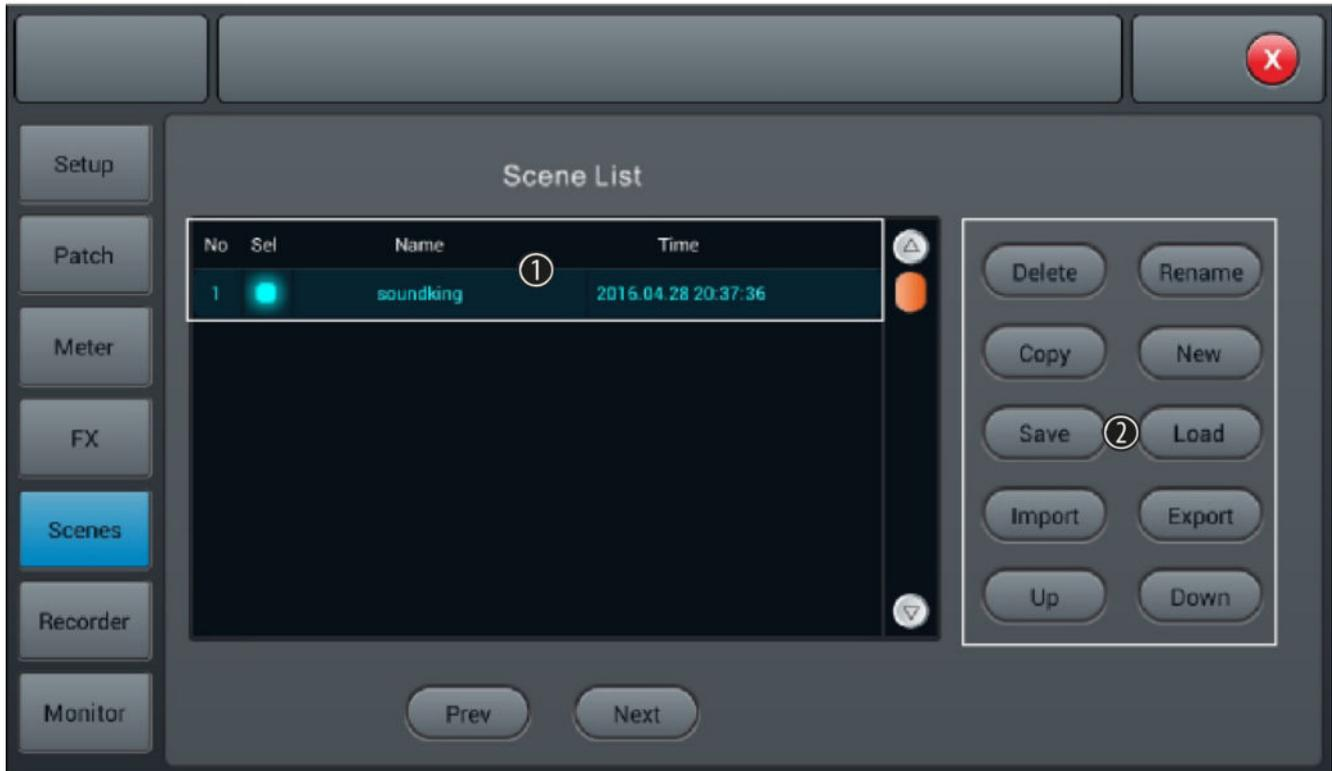 X
Setup
Patch
Meter
FX
Scenes
Recorder
Monitor
Scene List
No Sel Name Time
①
1 soundking 2016.04.28 20:37:36
Delete Rename
Copy New
Save ② Load
Import Export
Up Down
Prev Next